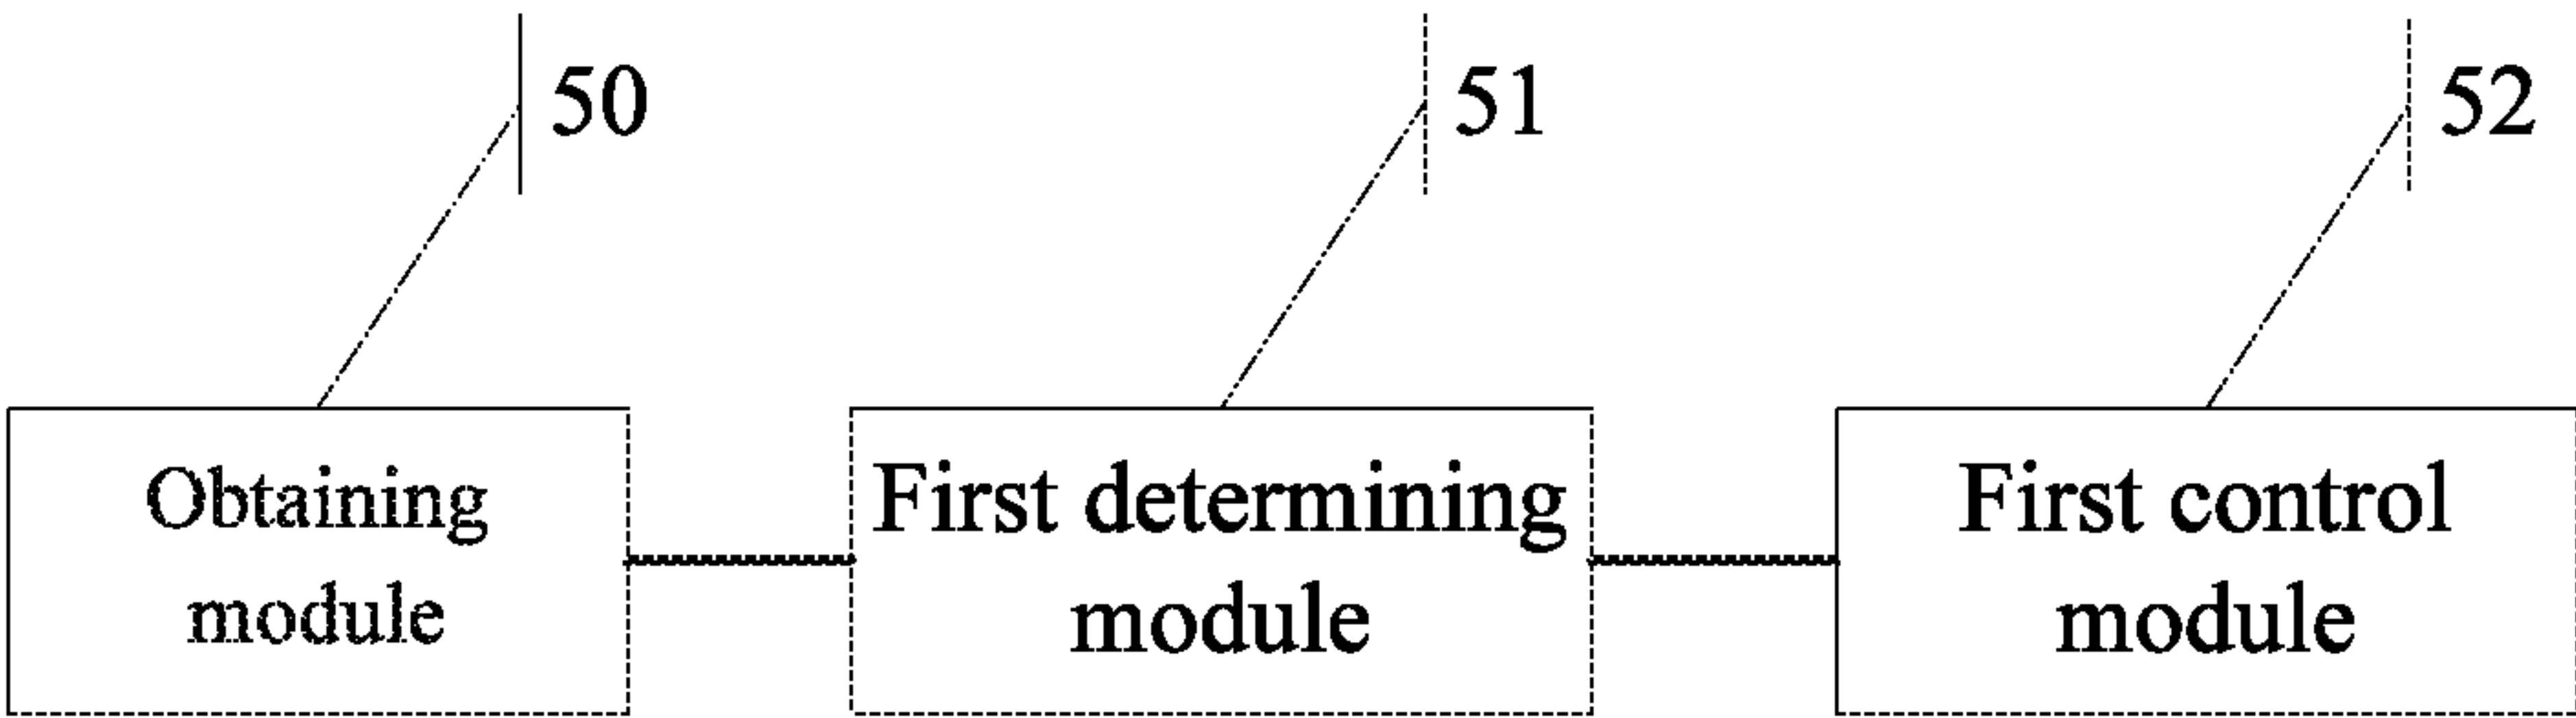 50
51
52
Obtaining
module
First determining
module
First control
module